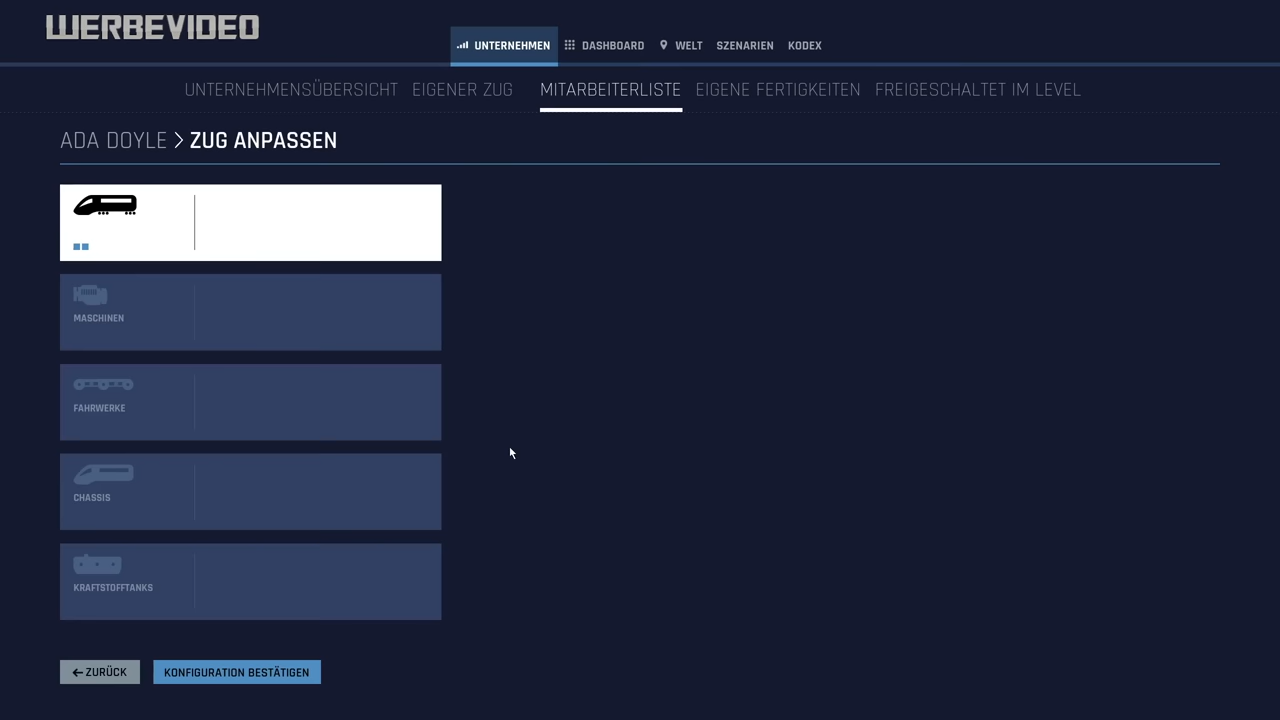 WERBEVIDEO
UNTERNEHMEN DASHBOARD WELT SZENARIEN KODEX
UNTERNEHMENSÜBERSICHT EIGENER ZUG MITARBEITERLISTE EIGENE FERTIGKEITEN FREIGESCHALTET IM LEVEL
ADA DOYLE > ZUG ANPASSEN
MASCHINEN
FAHRWERKE
CHASSIS
KRAFTSTOFFTANKS
← ZURÜCK KONFIGURATION BESTÄTIGEN